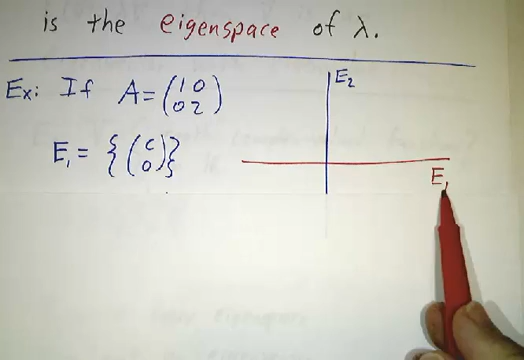 is the eigenspace of λ.
Ex: If A = (1 0
0 2)
E₂
E₁ = {(c
0)}
E₁